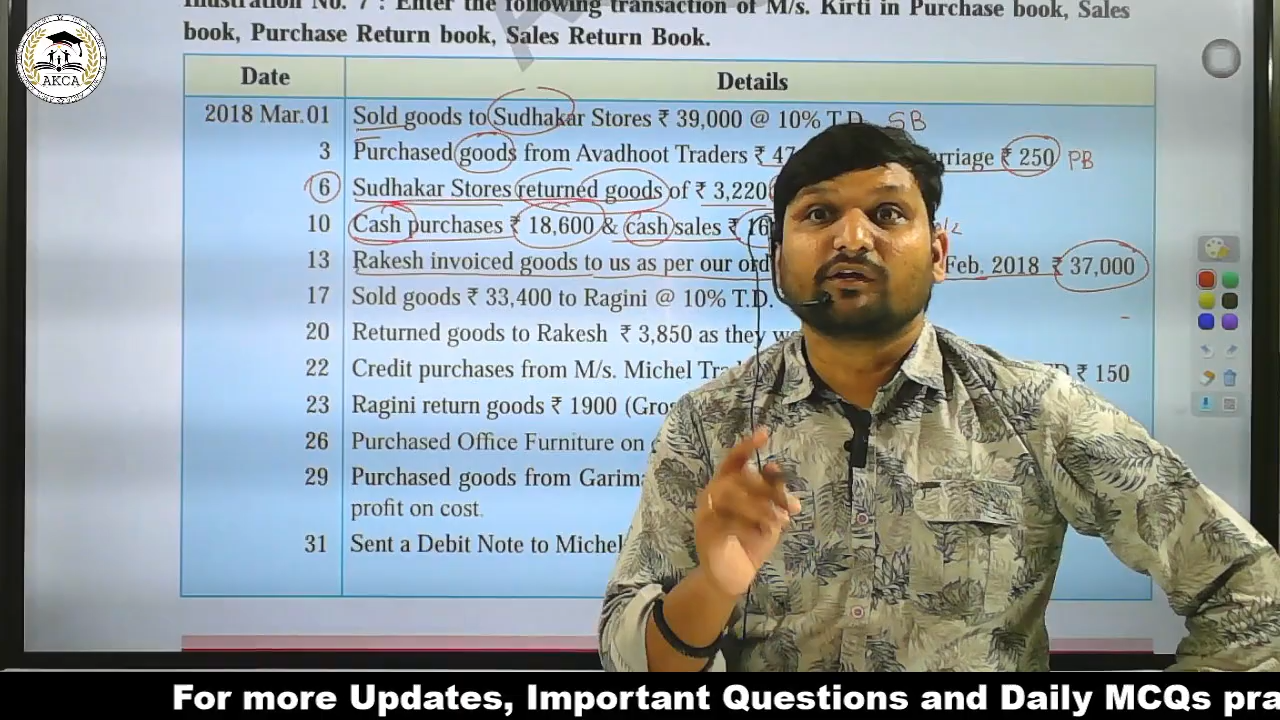 AKCA
Illustration No. 7 : Enter the following transaction of M/s. Kirti in Purchase book, Sales
book, Purchase Return book, Sales Return Book.
Date Details
2018 Mar. 01 Sold goods to Sudhakar Stores ₹ 39,000 @ 10% T.D. SB
3 Purchased goods from Avadhoot Traders ₹ 47 rriage ₹ 250 PB
6 Sudhakar Stores returned goods of ₹ 3,220
10 Cash purchases ₹ 18,600 & cash sales ₹ 16
13 Rakesh invoiced goods to us as per our ord Feb, 2018 ₹ 37,000
17 Sold goods ₹ 33,400 to Ragini @ 10% T.D.
20 Returned goods to Rakesh ₹ 3,850 as they w
22 Credit purchases from M/s. Michel Tra ₹ 150
23 Ragini return goods ₹ 1900 (Gros
26 Purchased Office Furniture on
29 Purchased goods from Garima
profit on cost.
31 Sent a Debit Note to Michel
For more Updates, Important Questions and Daily MCQs pra